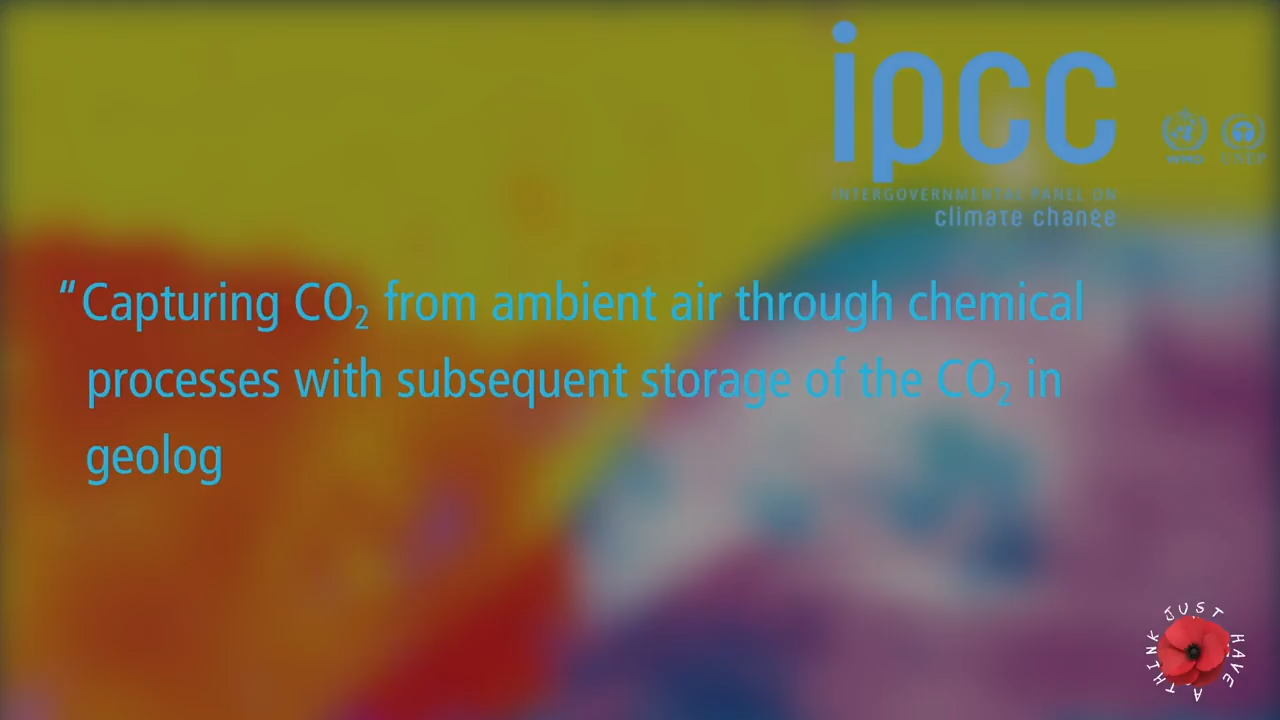 ipcc
INTERGOVERNMENTAL PANEL ON
climate change
WMO UNEP
“Capturing CO₂ from ambient air through chemical
processes with subsequent storage of the CO₂ in
geolog
JUST HAVE A THINK